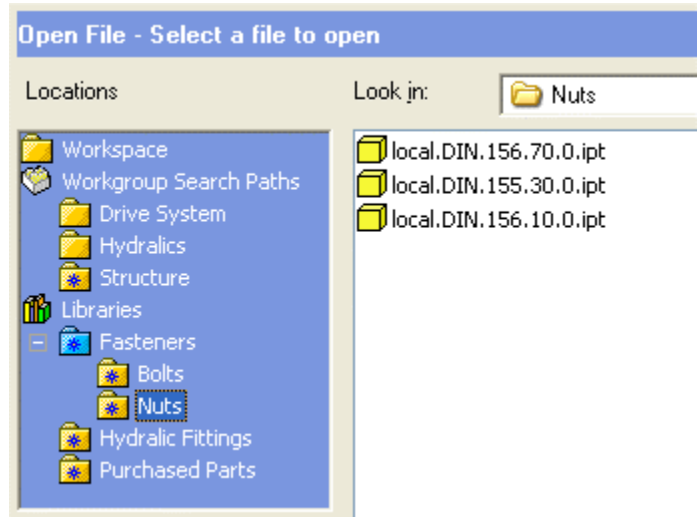 Open File - Select a file to open
Locations
Look in:
Nuts
Workspace
Workgroup Search Paths
Drive System
Hydralics
Structure
Libraries
Fasteners
Bolts
Nuts
Hydralic Fittings
Purchased Parts
local.DIN.156.70.0.ipt
local.DIN.155.30.0.ipt
local.DIN.156.10.0.ipt